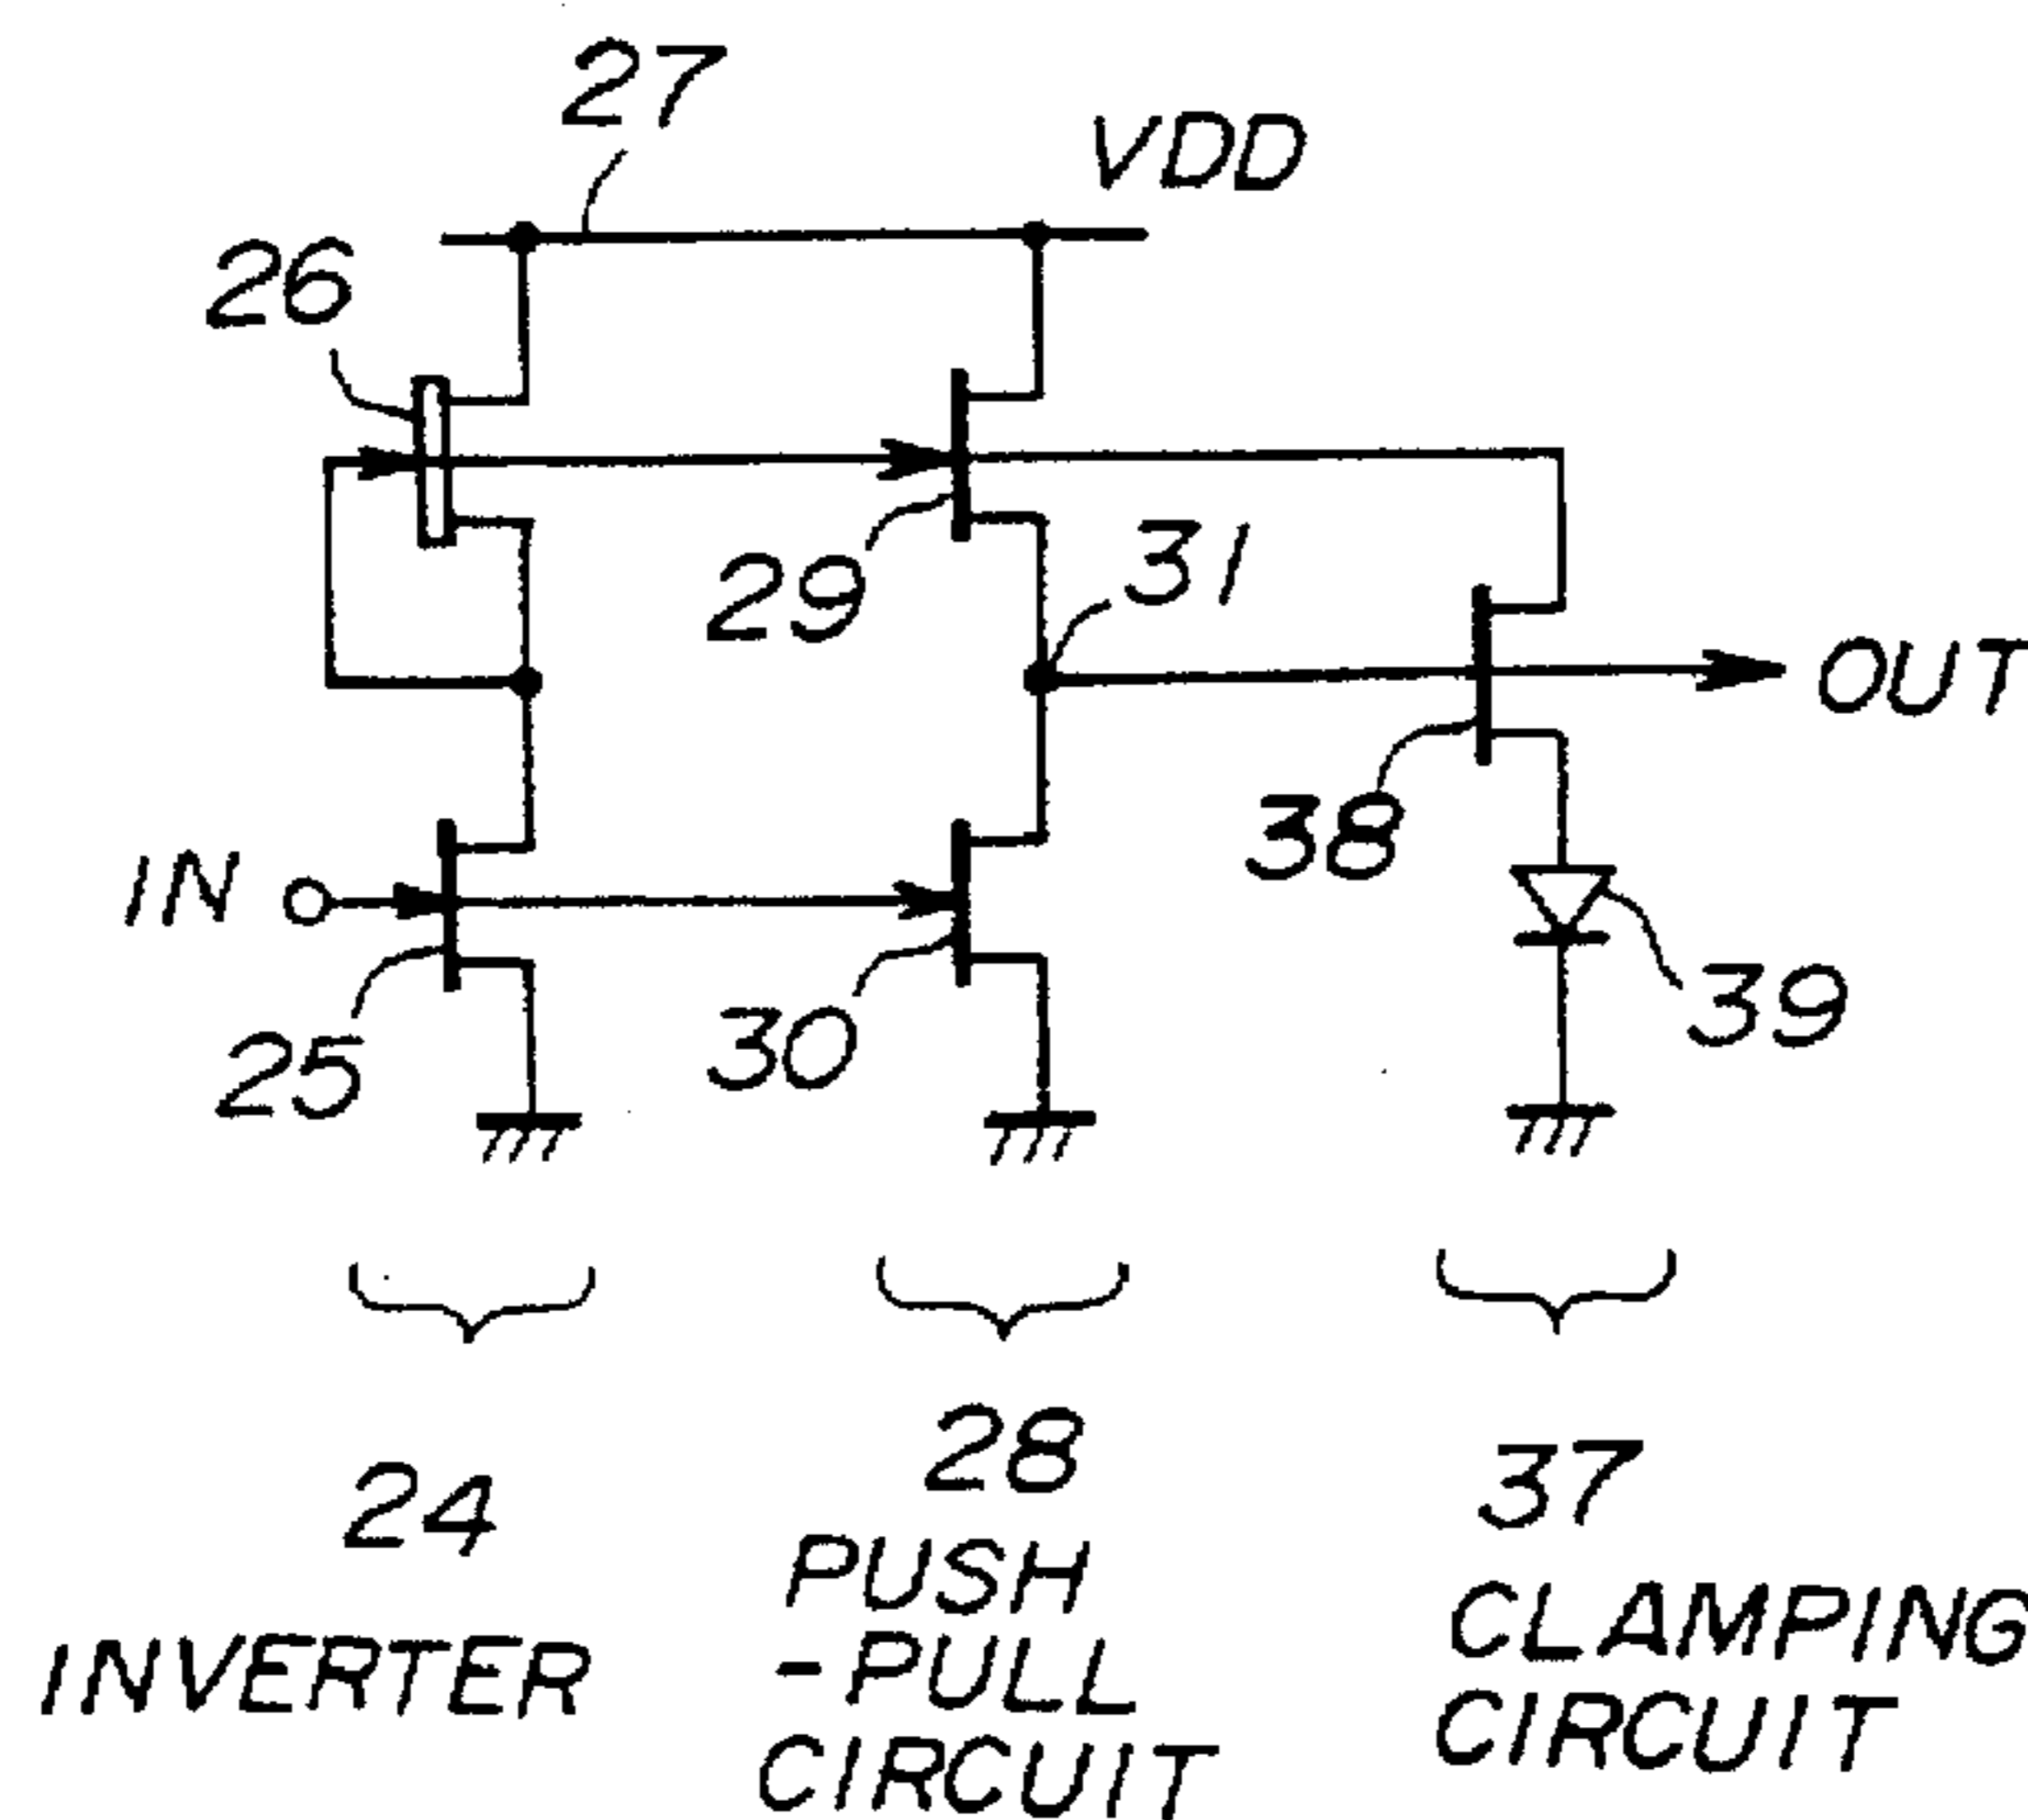 27
VDD
26
29
31
OUT
38
IN
25
30
39
24
INVERTER
28
PUSH
-PULL
CIRCUIT
37
CLAMPING
CIRCUIT